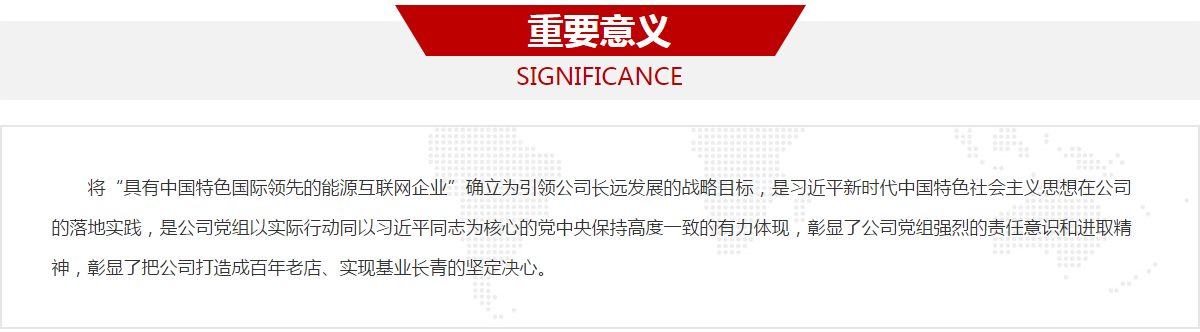 重要意义
SIGNIFICANCE
将“具有中国特色国际领先的能源互联网企业”确立为引领公司长远发展的战略目标，是习近平新时代中国特色社会主义思想在公司
的落地实践，是公司党组以实际行动同以习近平同志为核心的党中央保持高度一致的有力体现，彰显了公司党组强烈的责任意识和进取精
神，彰显了把公司打造成百年老店、实现基业长青的坚定决心。